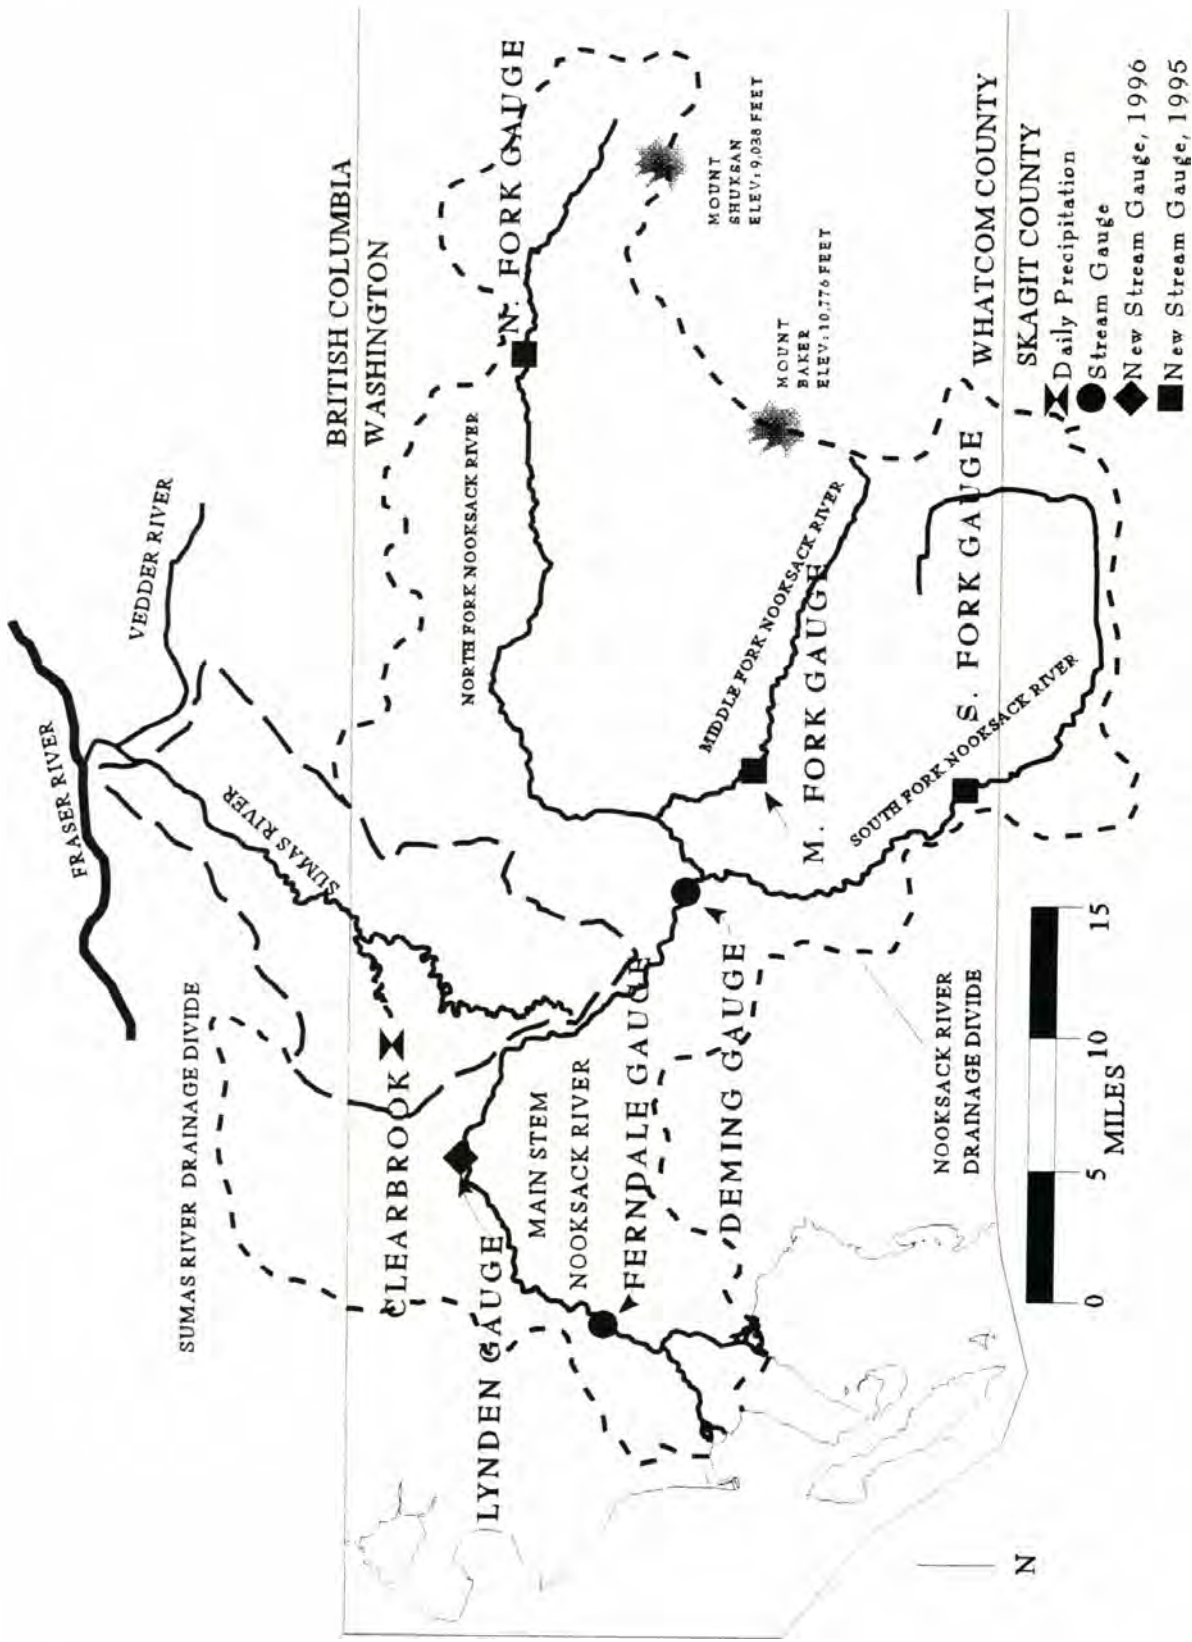 FRASER RIVER
VEDDER RIVER
SUMAS RIVER
SUMAS RIVER DRAINAGE DIVIDE
BRITISH COLUMBIA
WASHINGTON
CLEARBROOK
LYNDEN GAUGE
N. FORK GAUGE
NORTH FORK NOOKSACK RIVER
MAIN STEM
NOOKSACK RIVER
FERNDALE GAUGE
DEMING GAUGE
MOUNT
SHUKSAN
ELEV: 9,038 FEET
MOUNT
BAKER
ELEV: 10,776 FEET
MIDDLE FORK NOOKSACK RIVER
M. FORK GAUGE
SOUTH FORK NOOKSACK RIVER
S. FORK GAUGE
NOOKSACK RIVER
DRAINAGE DIVIDE
WHATCOM COUNTY
SKAGIT COUNTY
Daily Precipitation
Stream Gauge
New Stream Gauge, 1996
New Stream Gauge, 1995
0 5 10 15
MILES
N